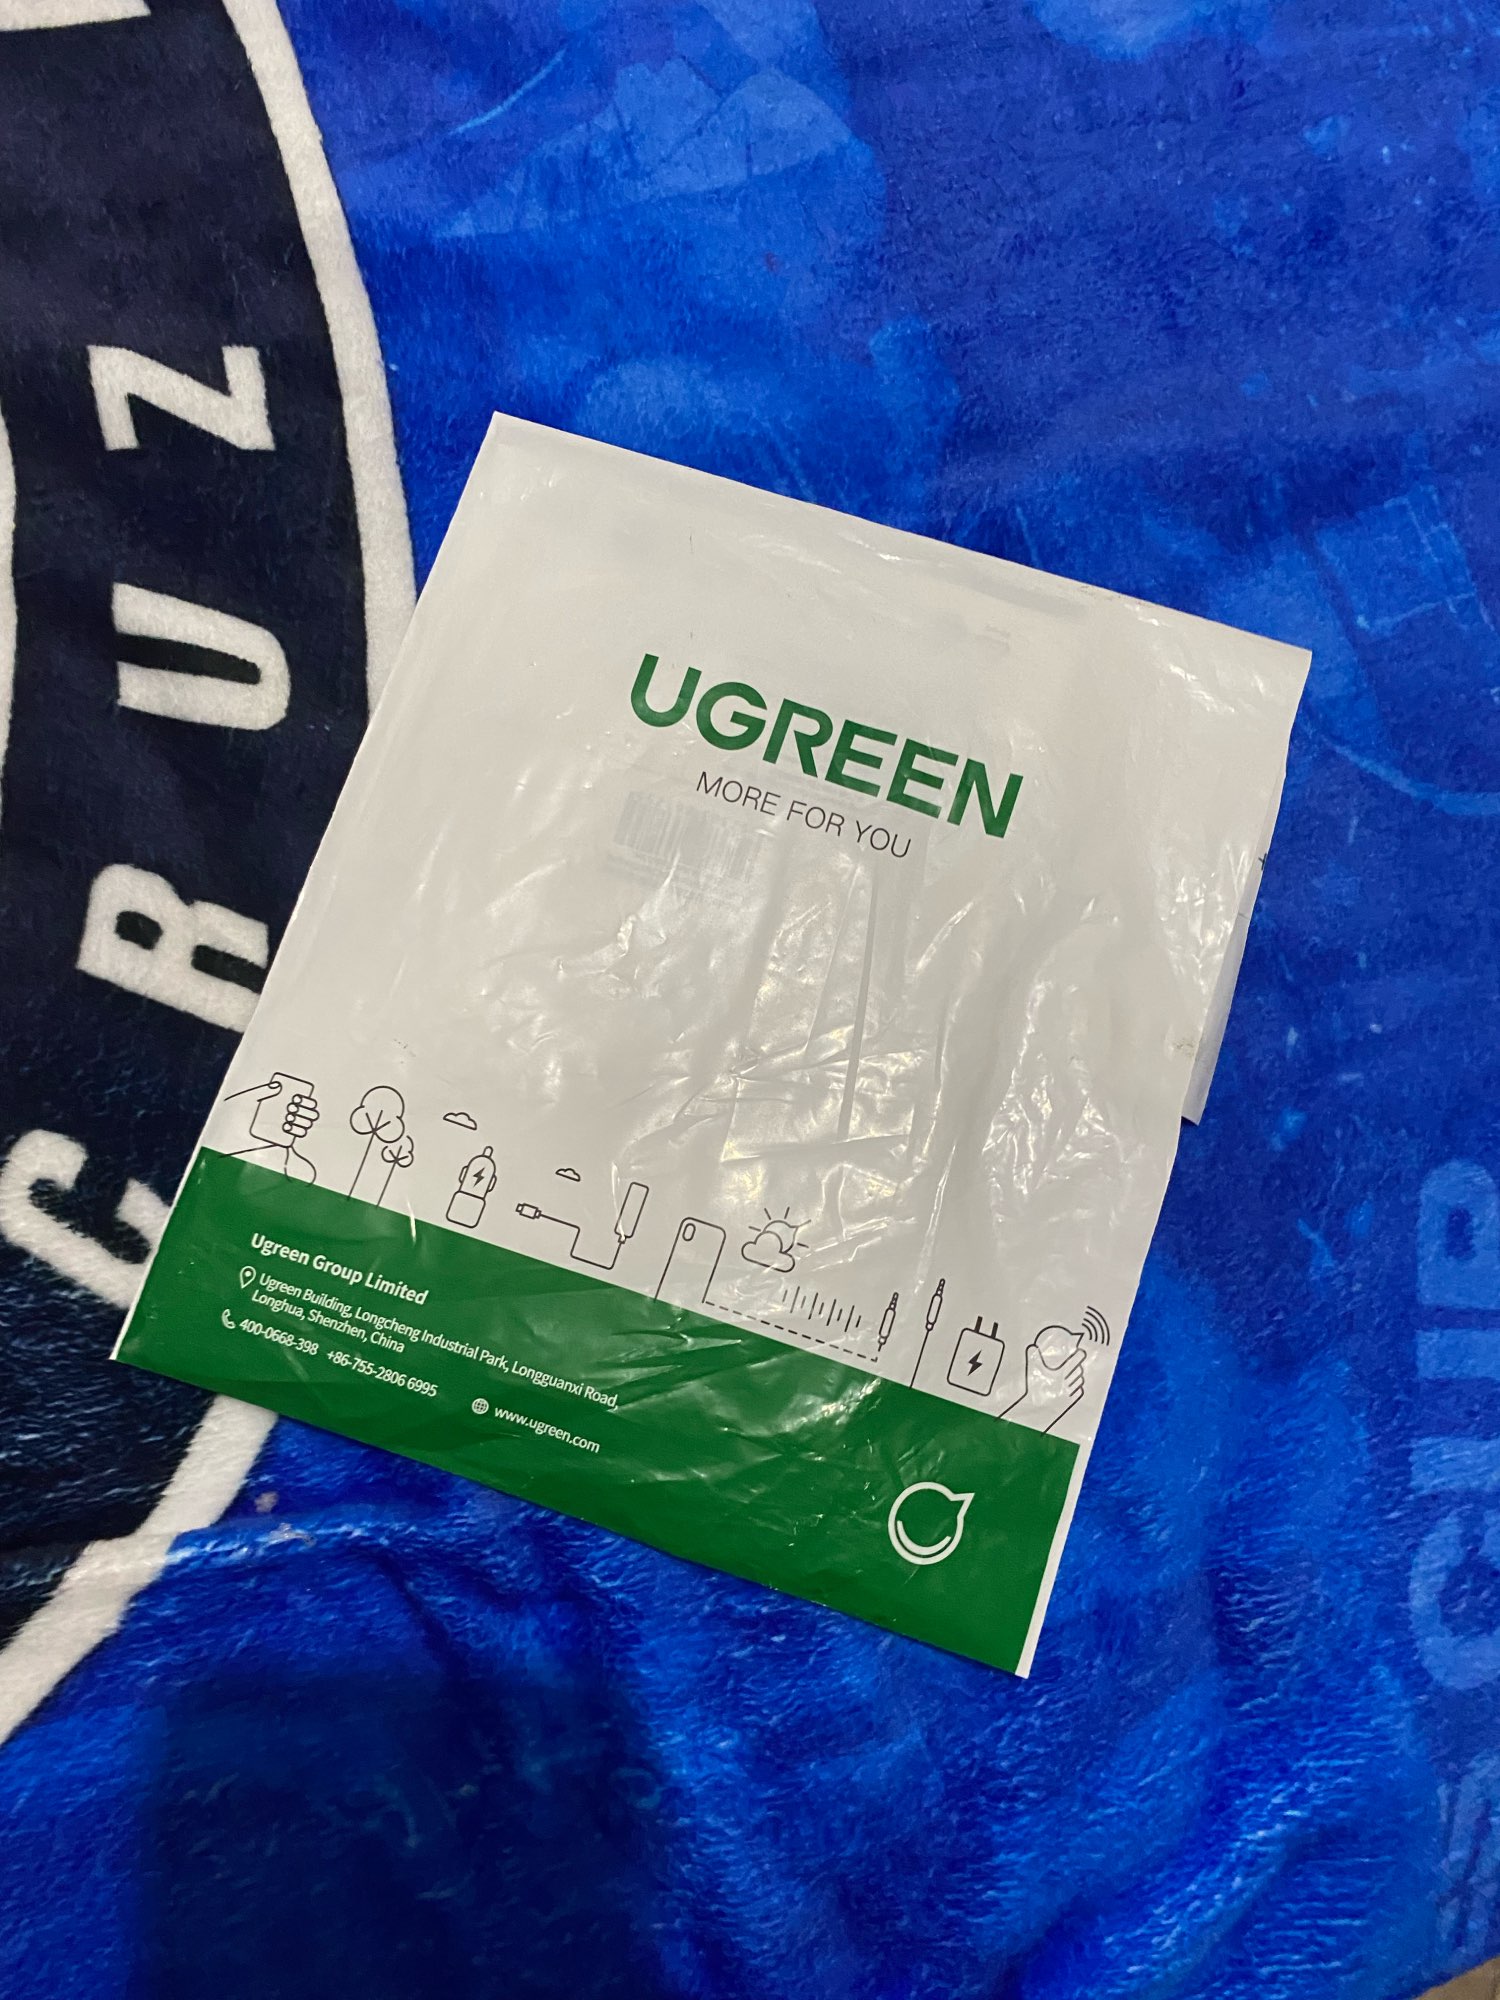 CRUZ
UGREEN
MORE FOR YOU
Ugreen Group Limited
Ugreen Building, Longcheng Industrial Park, Longguanxi Road,
Longhua, Shenzhen, China
400-0668-398 +86-755-2806 6995
www.ugreen.com